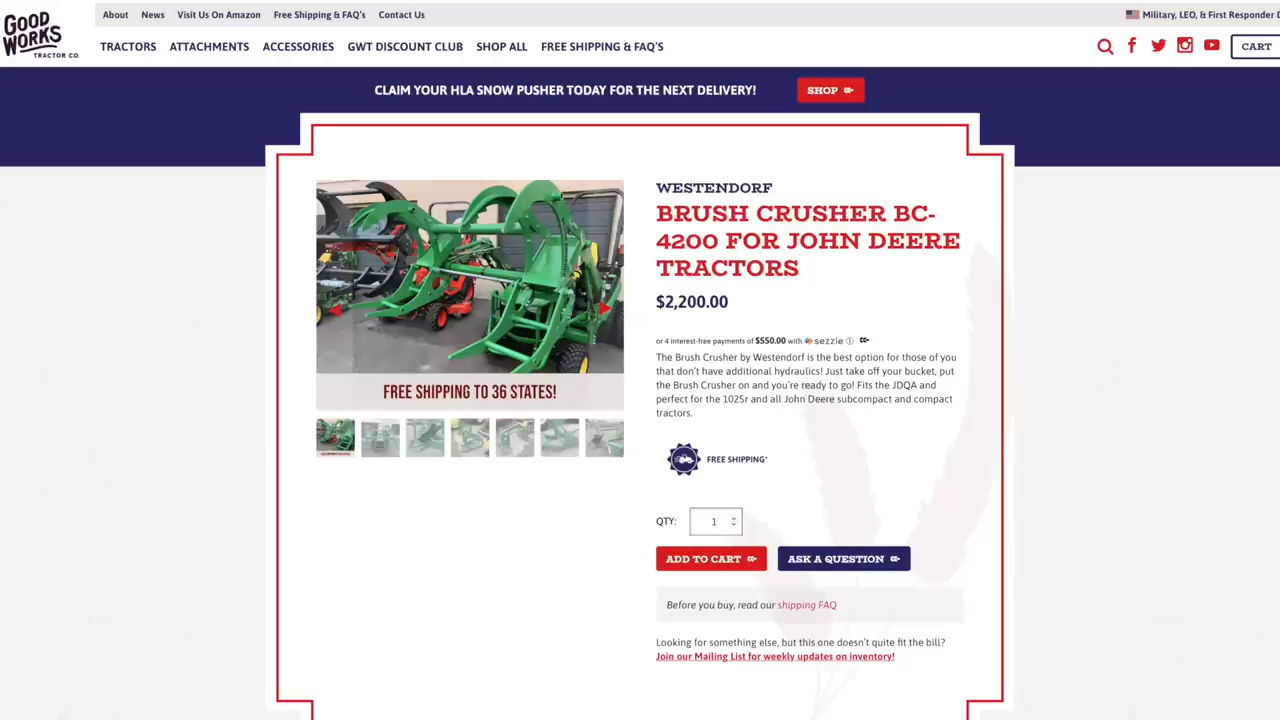 GOOD
WORKS
TRACTOR CO.
About News Visit Us On Amazon Free Shipping & FAQ's Contact Us
Military, LEO, & First Responder
TRACTORS ATTACHMENTS ACCESSORIES GWT DISCOUNT CLUB SHOP ALL FREE SHIPPING & FAQ'S
CART
CLAIM YOUR HLA SNOW PUSHER TODAY FOR THE NEXT DELIVERY!
SHOP
FREE SHIPPING TO 36 STATES!
WESTENDORF
BRUSH CRUSHER BC-
4200 FOR JOHN DEERE
TRACTORS
$2,200.00
or 4 interest-free payments of $550.00 with sezzle
The Brush Crusher by Westendorf is the best option for those of you
that don't have additional hydraulics! Just take off your bucket, put
the Brush Crusher on and you're ready to go! Fits the JDQA and
perfect for the 1025r and all John Deere subcompact and compact
tractors.
FREE SHIPPING*
QTY: 1
ADD TO CART
ASK A QUESTION
Before you buy, read our shipping FAQ
Looking for something else, but this one doesn't quite fit the bill?
Join our Mailing List for weekly updates on inventory!